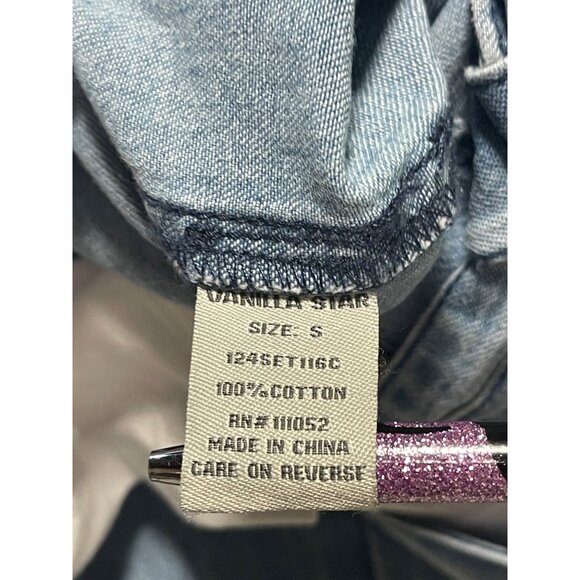 VANILLA STAR
SIZE: S
124SET116C
100%COTTON
RN#111052
MADE IN CHINA
CARE ON REVERSE